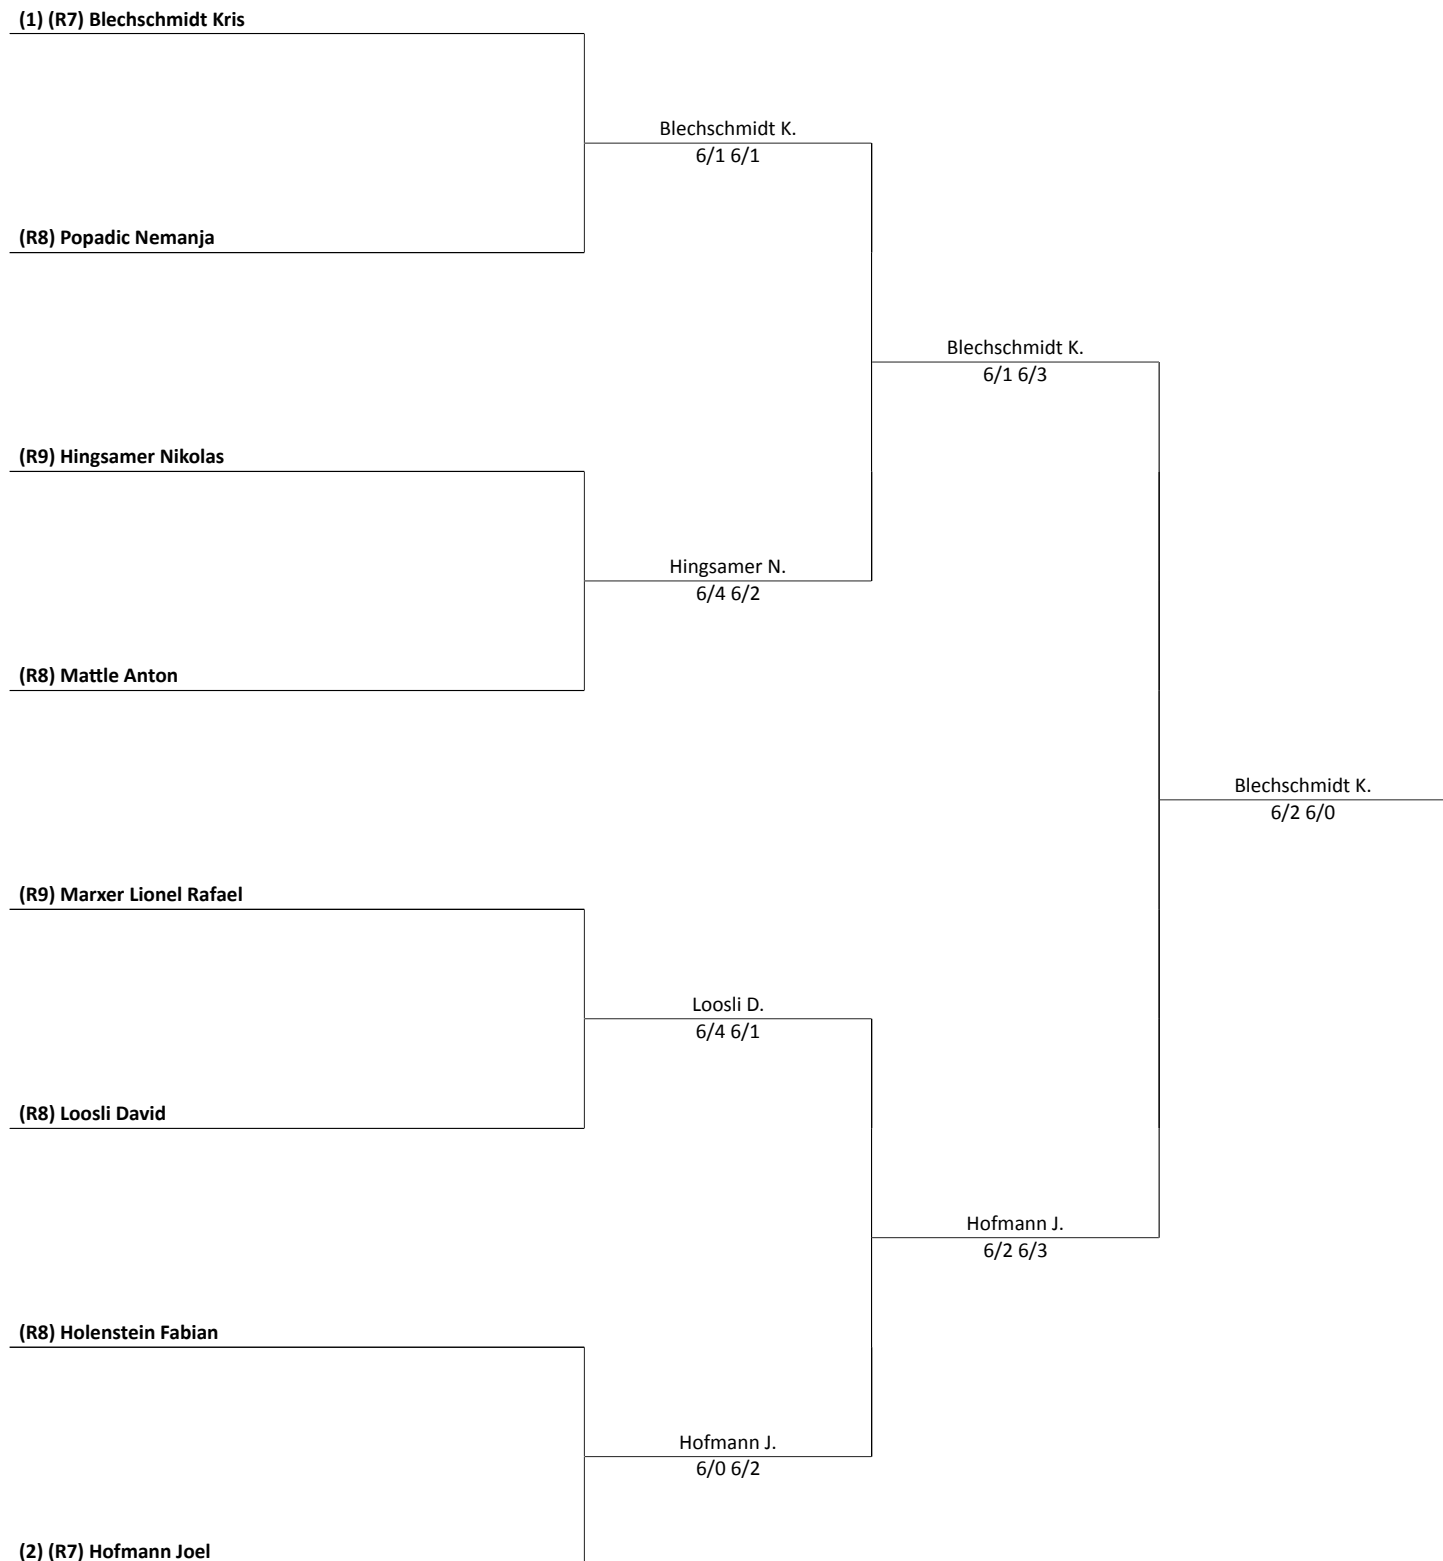 (1) (R7) Blechschmidt Kris
Blechschmidt K.
6/1 6/1
(R8) Popadic Nemanja
Blechschmidt K.
6/1 6/3
(R9) Hingsamer Nikolas
Hingsamer N.
6/4 6/2
(R8) Mattle Anton
Blechschmidt K.
6/2 6/0
(R9) Marxer Lionel Rafael
Loosli D.
6/4 6/1
(R8) Loosli David
Hofmann J.
6/2 6/3
(R8) Holenstein Fabian
Hofmann J.
6/0 6/2
(2) (R7) Hofmann Joel